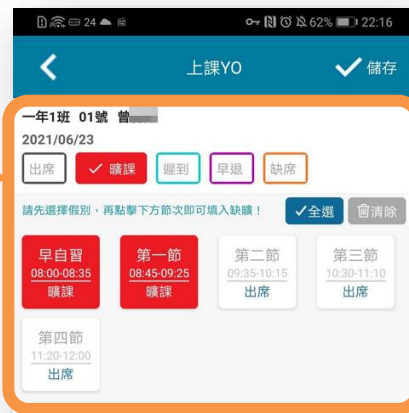 24 62% 22:16
上課YO 儲存
一年1班 01號 曾
2021/06/23
出席 曠課 遲到 早退 缺席
請先選擇假別，再點擊下方節次即可填入缺曠！ 全選 清除
早自習 第一節 第二節 第三節
08:00-08:35 08:45-09:25 09:35-10:15 10:30-11:10
曠課 曠課 出席 出席
第四節
11:20-12:00
出席